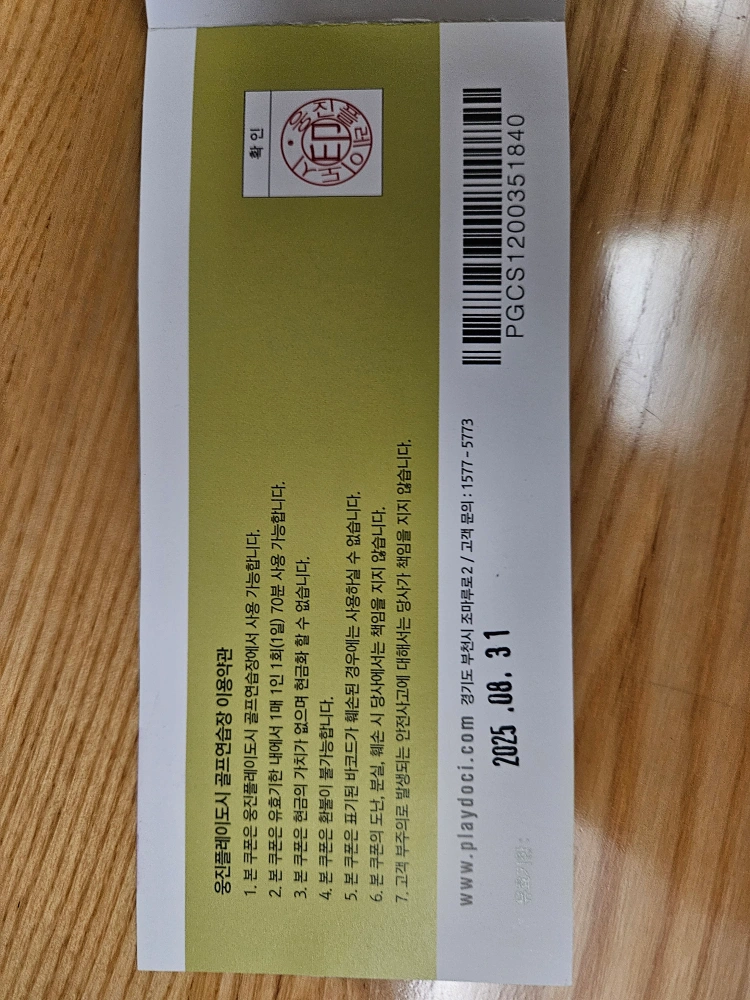 웅진플레이도시 골프연습장 이용약관
1. 본 쿠폰은 웅진플레이도시 골프연습장에서 사용 가능합니다.
2. 본 쿠폰은 유효기한 내에서 1매 1인 1회(1일) 70분 사용 가능합니다.
3. 본 쿠폰은 현금의 가치가 없으며 현금화 할 수 없습니다.
4. 본 쿠폰은 환불이 불가능합니다.
5. 본 쿠폰은 표기된 바코드가 훼손된 경우에는 사용하실 수 없습니다.
6. 본 쿠폰의 도난, 분실, 훼손 시 당사에서는 책임을 지지 않습니다.
7. 고객 부주의로 발생되는 안전사고에 대해서는 당사가 책임을 지지 않습니다.
확 인
웅진플레이도시
www.playdoci.com 경기도 부천시 조마루로2 / 고객 문의 : 1577 - 5773
유효기한 :
2025 .08. 31
PGCS1200351840